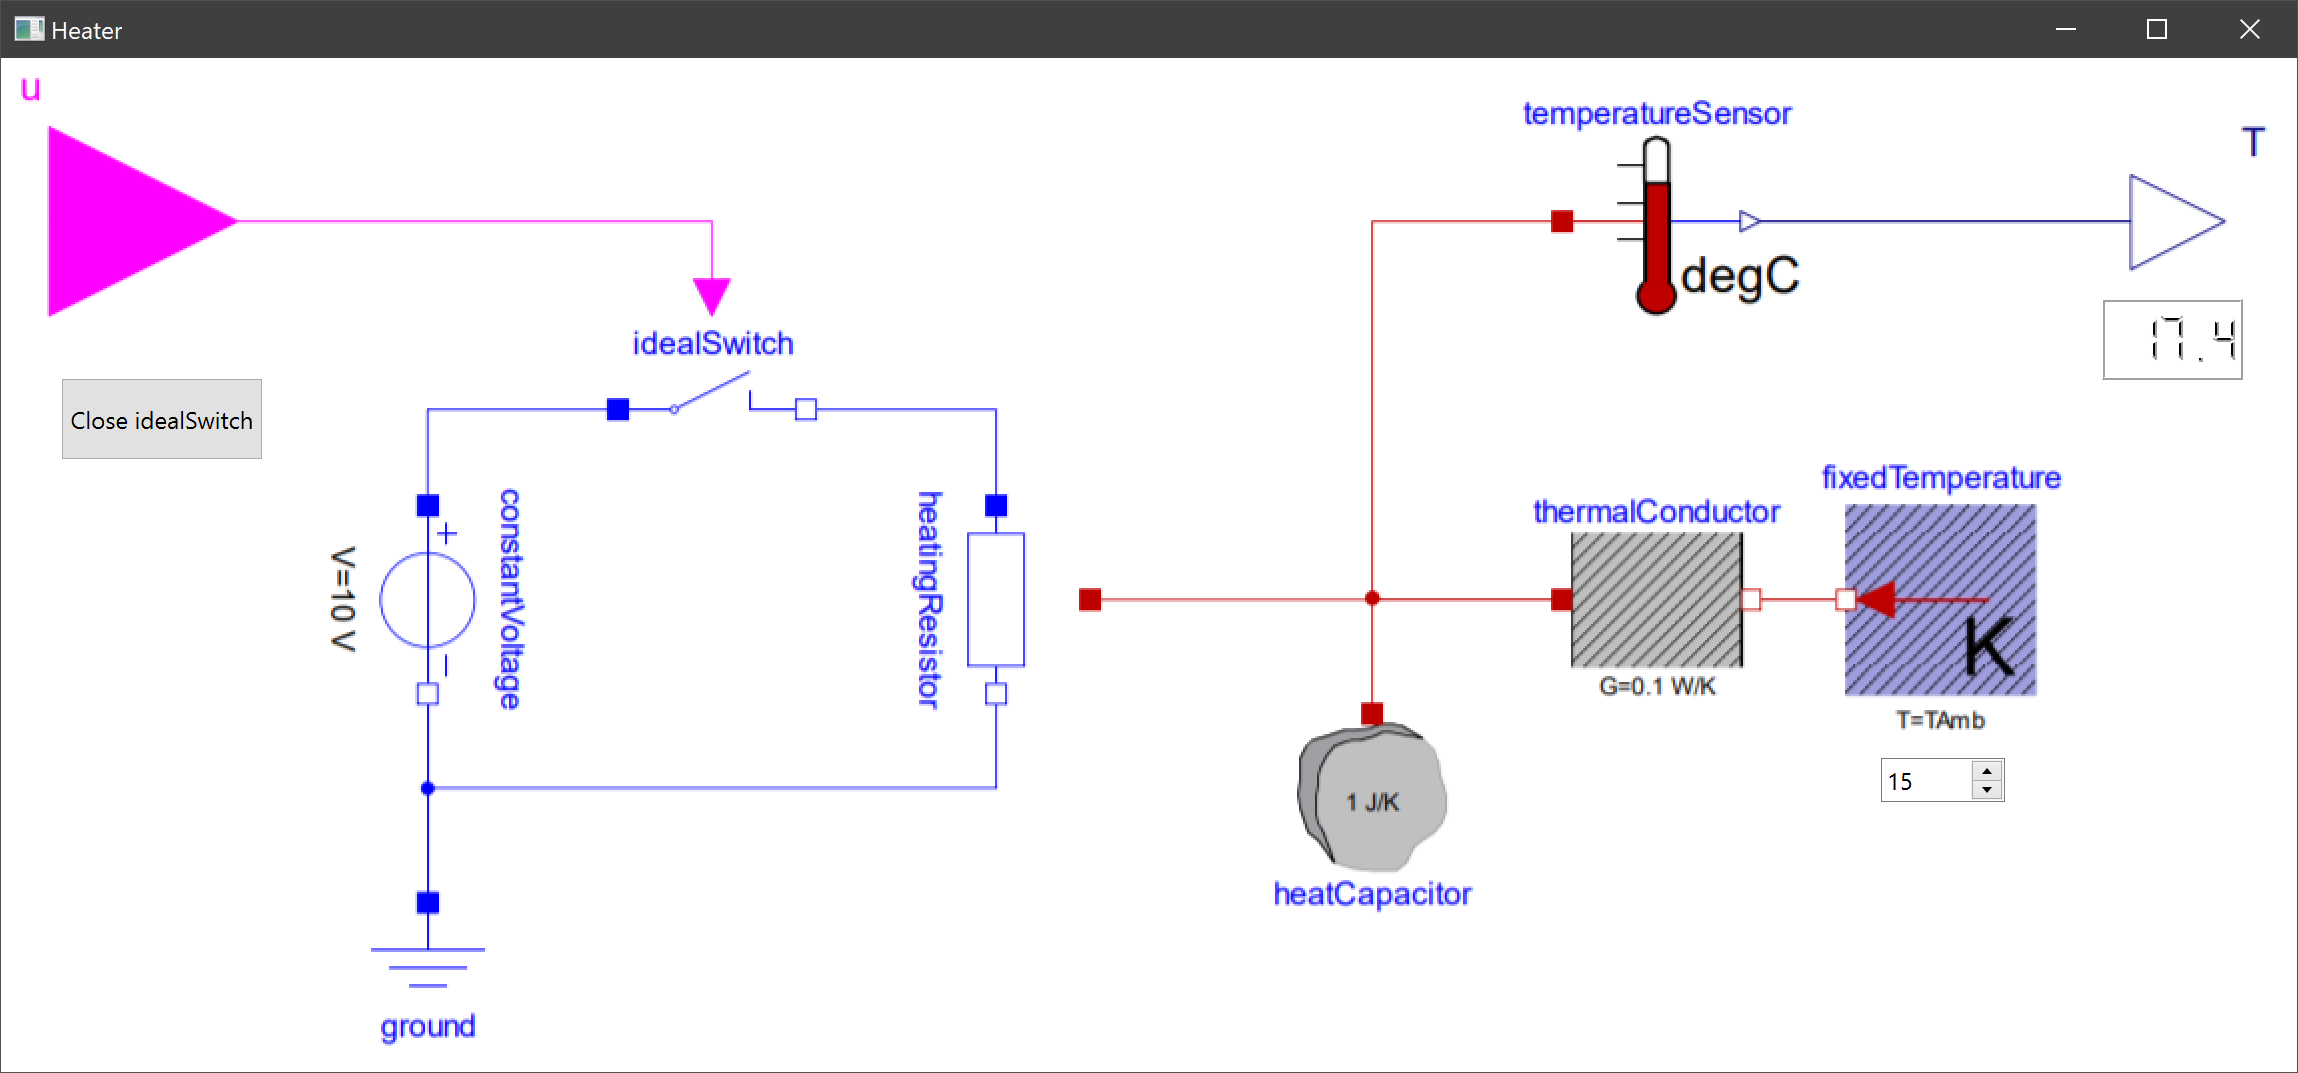 Heater
u
temperatureSensor
T
degC
17.4
idealSwitch
Close idealSwitch
constantVoltage
+
V=10 V
−
heatingResistor
fixedTemperature
thermalConductor
K
G=0.1 W/K
T=TAmb
15
1 J/K
heatCapacitor
ground